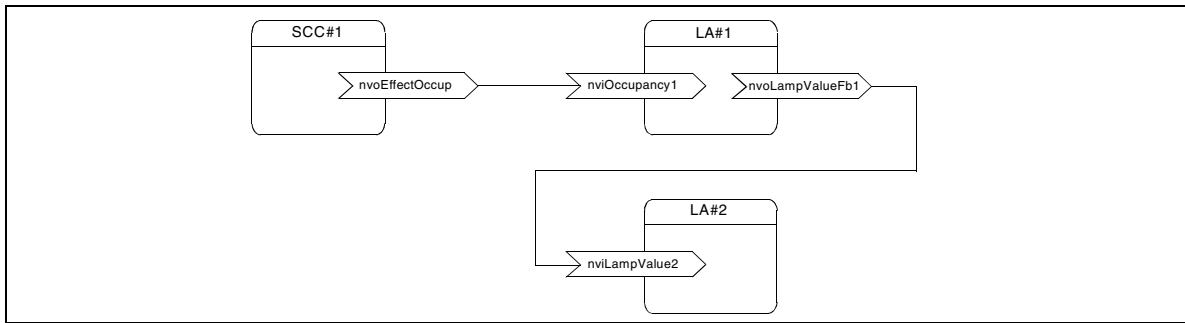 SCC#1
LA#1
nvoEffectOccup
nviOccupancy1
nvoLampValueFb1
LA#2
nviLampValue2